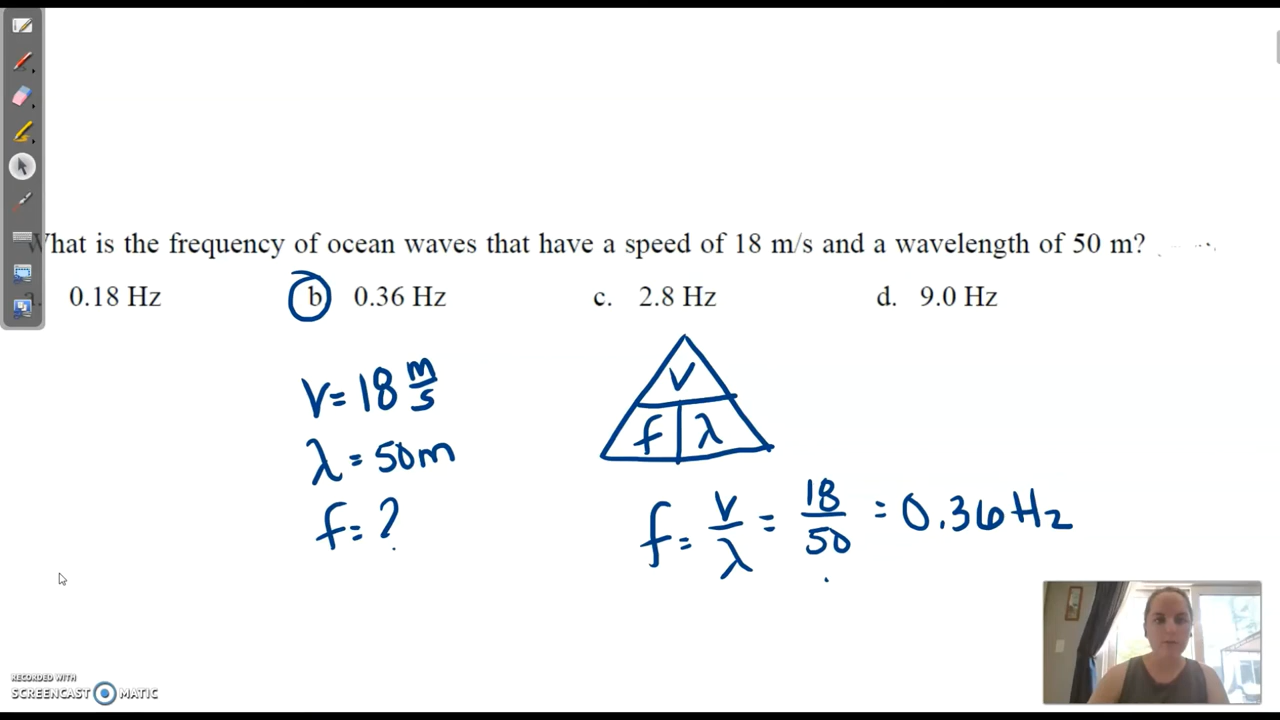 What is the frequency of ocean waves that have a speed of 18 m/s and a wavelength of 50 m?
a. 0.18 Hz b 0.36 Hz c. 2.8 Hz d. 9.0 Hz
v = 18 m/s
λ = 50m
f = ?
v
f λ
f = v/λ = 18/50 = 0.36 Hz
RECORDED WITH
SCREENCAST MATIC